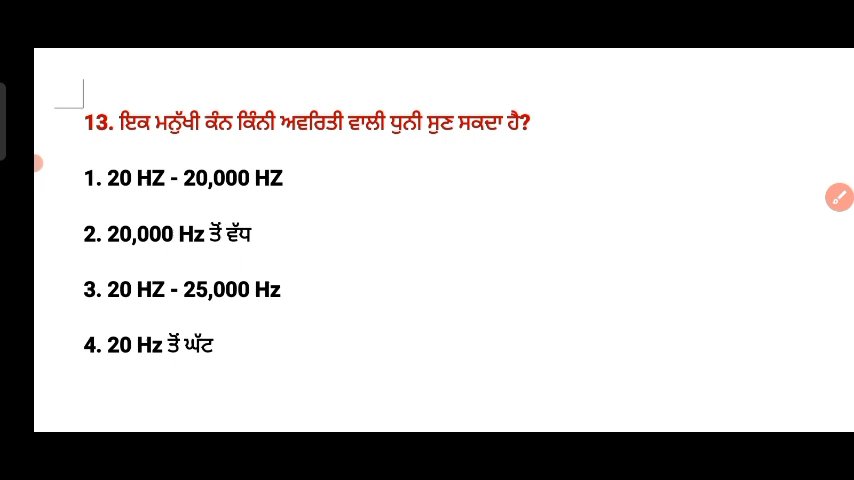 13. ਇਕ ਮਨੁੱਖੀ ਕੰਨ ਕਿੰਨੀ ਅਵਰਿਤੀ ਵਾਲੀ ਧੁਨੀ ਸੁਣ ਸਕਦਾ ਹੈ?
1. 20 HZ - 20,000 HZ
2. 20,000 Hz ਤੋਂ ਵੱਧ
3. 20 HZ - 25,000 Hz
4. 20 Hz ਤੋਂ ਘੱਟ